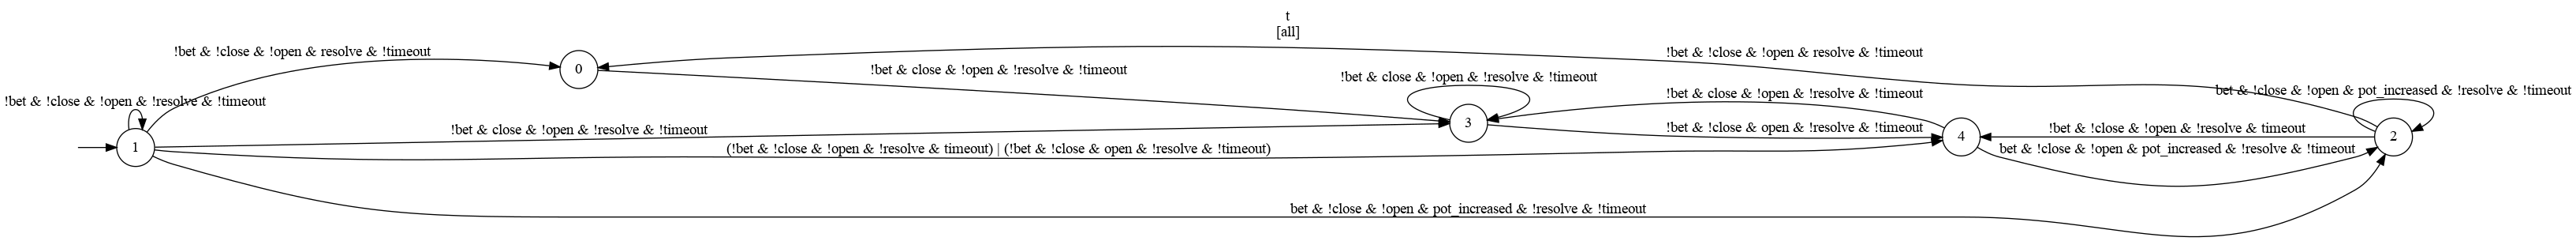 t
[all]
!bet & !close & !open & resolve & !timeout
!bet & !close & !open & resolve & !timeout
0
!bet & close & !open & !resolve & !timeout
!bet & close & !open & !resolve & !timeout
bet & !close & !open & pot_increased & !resolve & !timeout
!bet & !close & !open & !resolve & !timeout
!bet & close & !open & !resolve & !timeout
3
!bet & close & !open & !resolve & !timeout
!bet & !close & open & !resolve & !timeout
!bet & !close & !open & !resolve & timeout
4
2
1
(!bet & !close & !open & !resolve & timeout) | (!bet & !close & open & !resolve & !timeout)
bet & !close & !open & pot_increased & !resolve & !timeout
bet & !close & !open & pot_increased & !resolve & !timeout